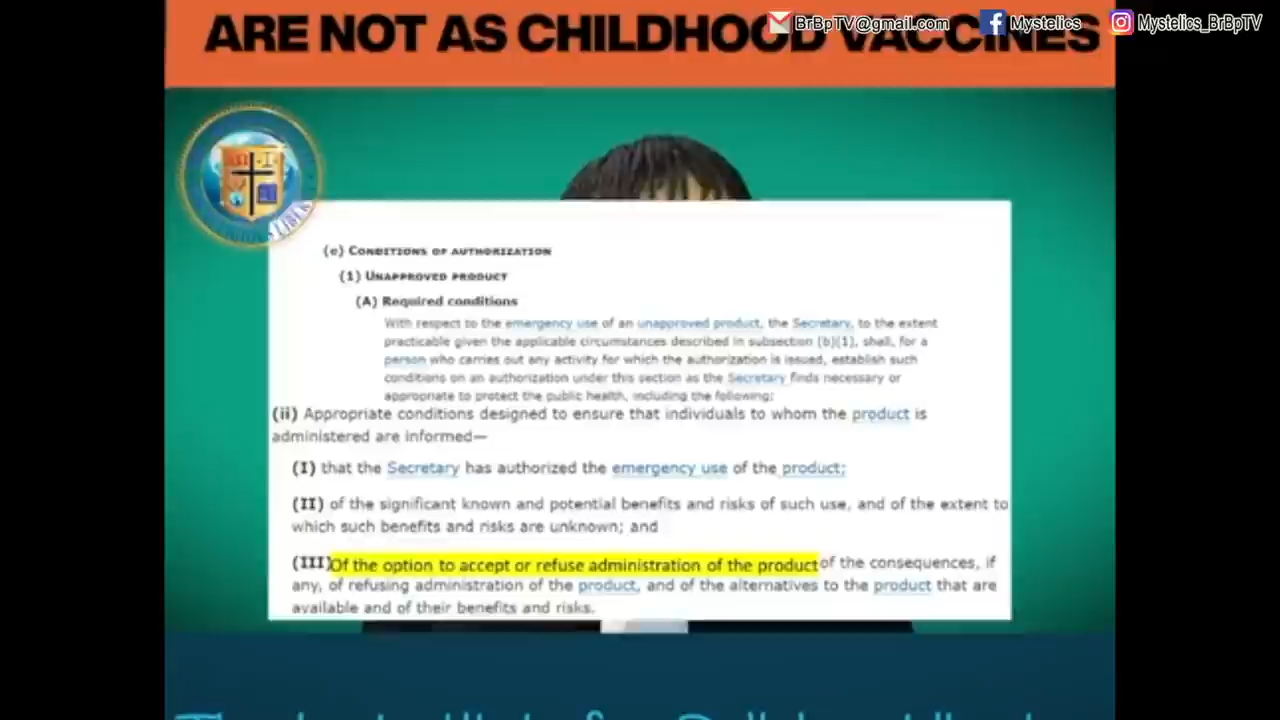 ARE NOT AS CHILDHOOD VACCINES
BrBpTV@gmail.com
Mystelics
Mystelics_BrBpTV
(e) CONDITIONS OF AUTHORIZATION
(1) UNAPPROVED PRODUCT
(A) Required conditions
With respect to the emergency use of an unapproved product, the Secretary, to the extent
practicable given the applicable circumstances described in subsection (b)(1), shall, for a
person who carries out any activity for which the authorization is issued, establish such
conditions on an authorization under this section as the Secretary finds necessary or
appropriate to protect the public health, including the following:
(ii) Appropriate conditions designed to ensure that individuals to whom the product is
administered are informed—
(I) that the Secretary has authorized the emergency use of the product;
(II) of the significant known and potential benefits and risks of such use, and of the extent to
which such benefits and risks are unknown; and
(III) Of the option to accept or refuse administration of the product of the consequences, if
any, of refusing administration of the product, and of the alternatives to the product that are
available and of their benefits and risks.